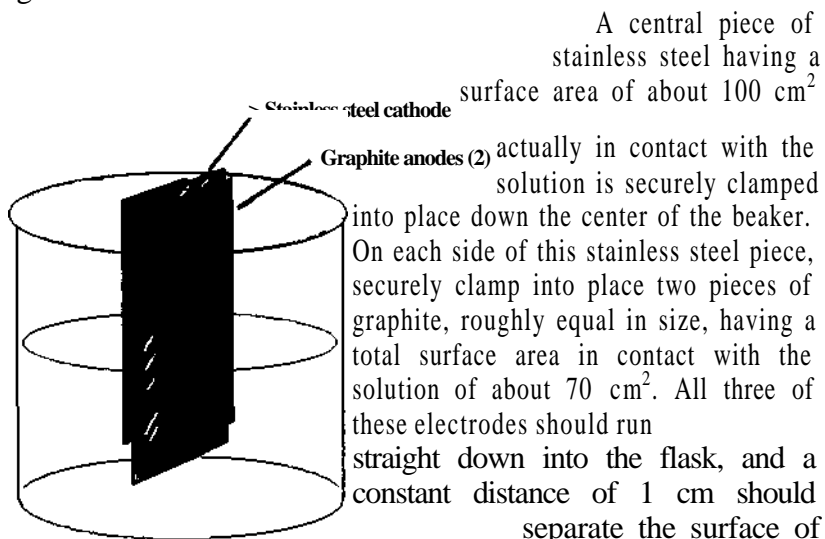 A central piece of
stainless steel having a
surface area of about 100 cm²
Stainless steel cathode
Graphite anodes (2)
actually in contact with the
solution is securely clamped
into place down the center of the beaker.
On each side of this stainless steel piece,
securely clamp into place two pieces of
graphite, roughly equal in size, having a
total surface area in contact with the
solution of about 70 cm². All three of
these electrodes should run
straight down into the flask, and a
constant distance of 1 cm should
separate the surface of